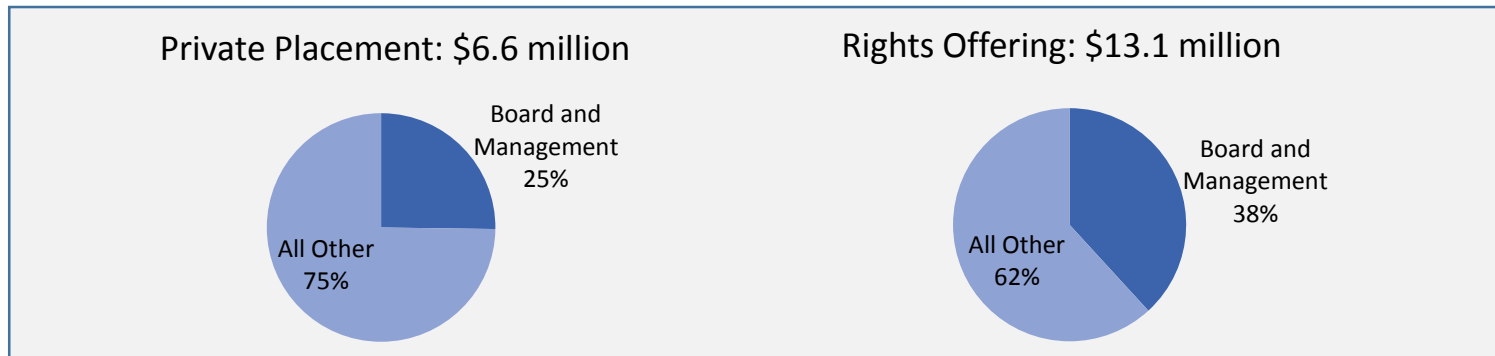 Private Placement: $6.6 million
Board and
Management
25%
All Other
75%
Rights Offering: $13.1 million
Board and
Management
38%
All Other
62%